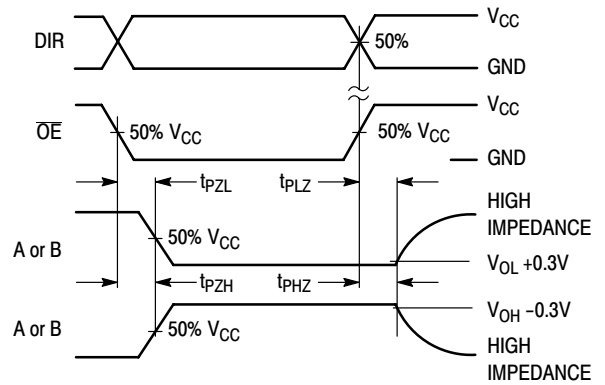 DIR
50%
V_CC
GND
OE
50% V_CC
50% V_CC
V_CC
GND
t_PZL
t_PLZ
A or B
50% V_CC
HIGH
IMPEDANCE
V_OL +0.3V
t_PZH
t_PHZ
A or B
50% V_CC
V_OH −0.3V
HIGH
IMPEDANCE